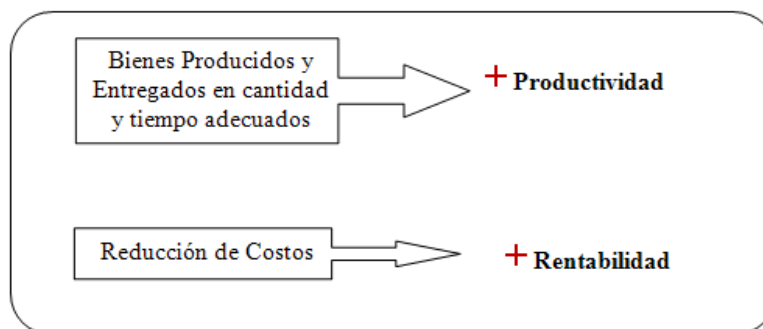 Bienes Producidos y
Entregados en cantidad
y tiempo adecuados
+ Productividad
Reducción de Costos
+ Rentabilidad